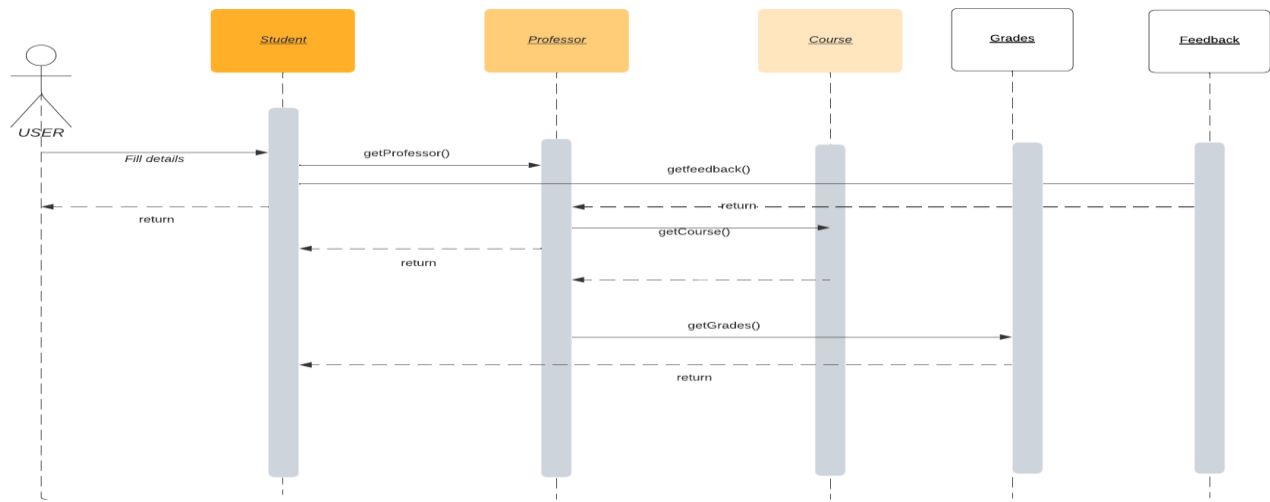 Student
Professor
Course
Grades
Feedback
USER
Fill details
getProfessor()
getfeedback()
return
return
getCourse()
return
getGrades()
return